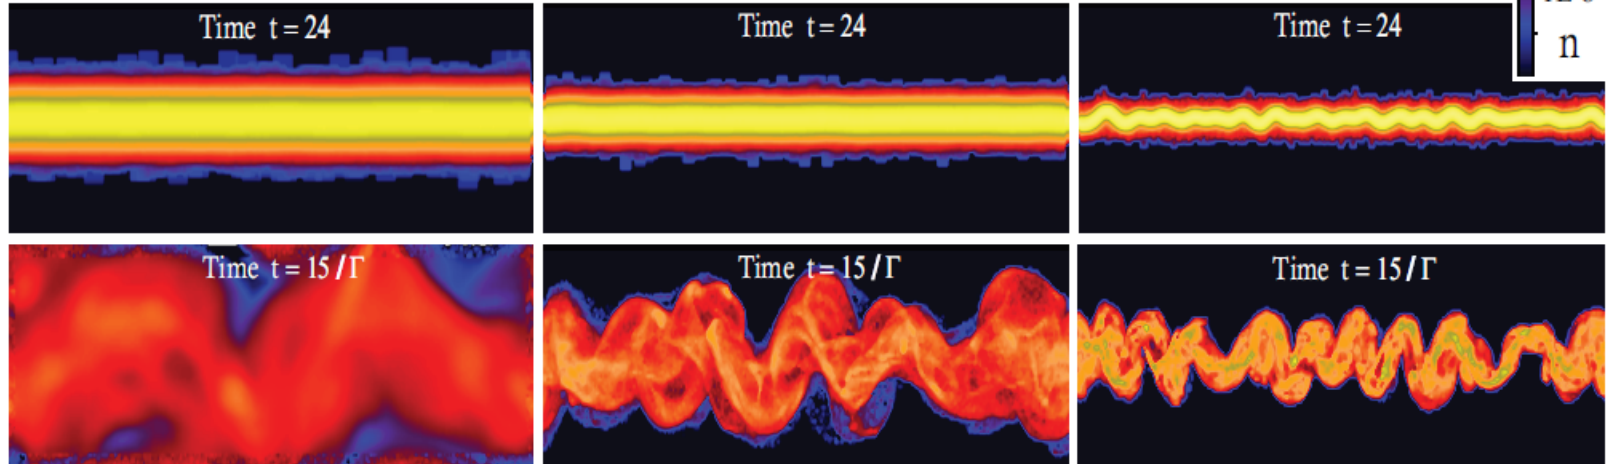 Time t = 24
Time t = 24
Time t = 24
n
Time t = 15 / Γ
Time t = 15 / Γ
Time t = 15 / Γ